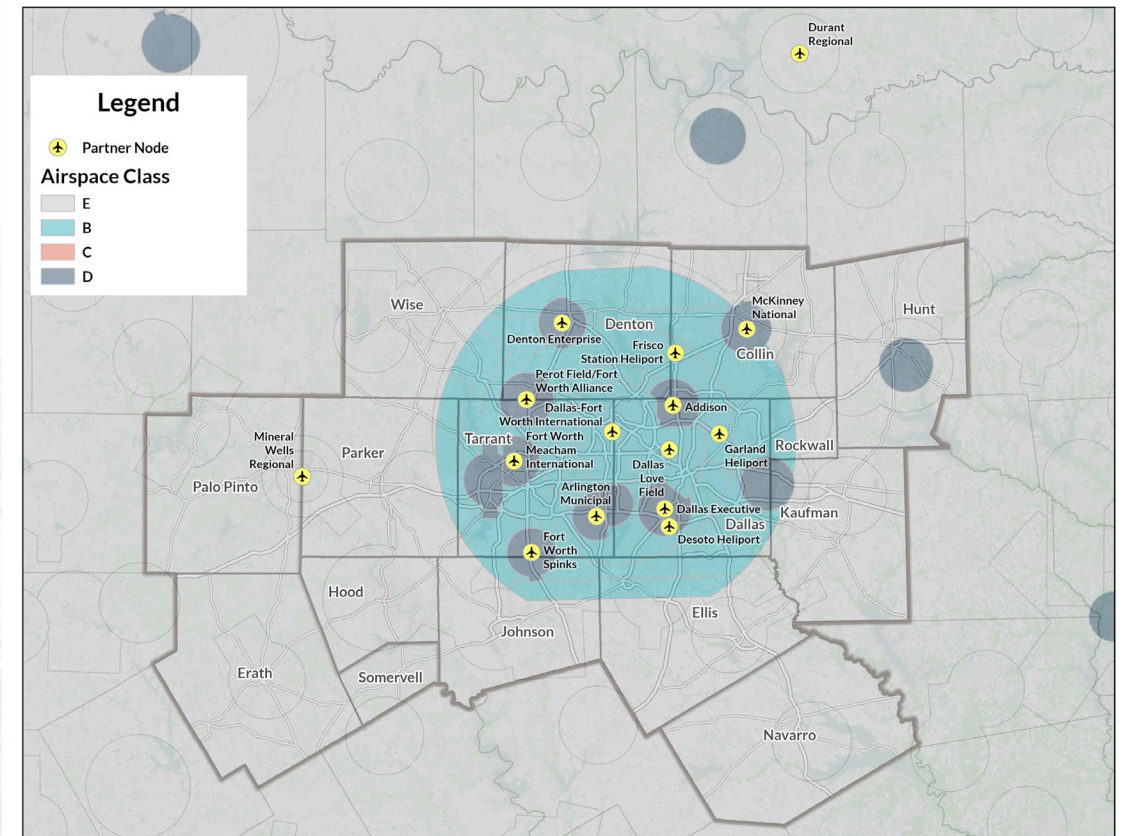 Durant
Regional
Legend
Partner Node
Airspace Class
E
B
C
D
Wise
Denton
Denton Enterprise
McKinney
National
Collin
Hunt
Frisco
Station Heliport
Perot Field/Fort
Worth Alliance
Addison
Dallas-Fort
Worth International
Tarrant
Fort Worth
Meacham
International
Mineral
Wells
Regional
Parker
Palo Pinto
Garland
Heliport
Rockwall
Dallas
Love
Field
Arlington
Municipal
Dallas Executive
Dallas
Desoto Heliport
Kaufman
Fort
Worth
Spinks
Hood
Johnson
Ellis
Erath
Somervell
Navarro